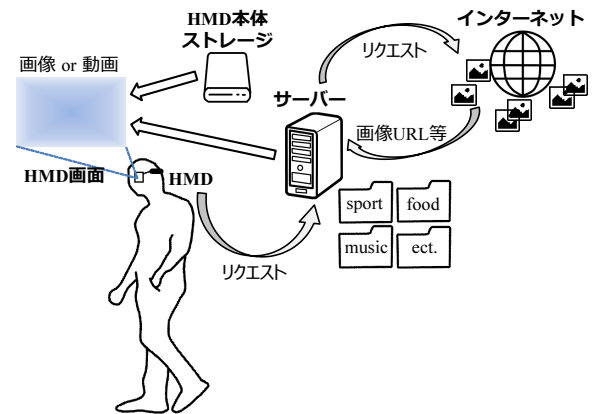 HMD本体
ストレージ
インターネット
画像 or 動画
リクエスト
サーバー
画像URL等
HMD画面
HMD
sport
food
music
ect.
リクエスト